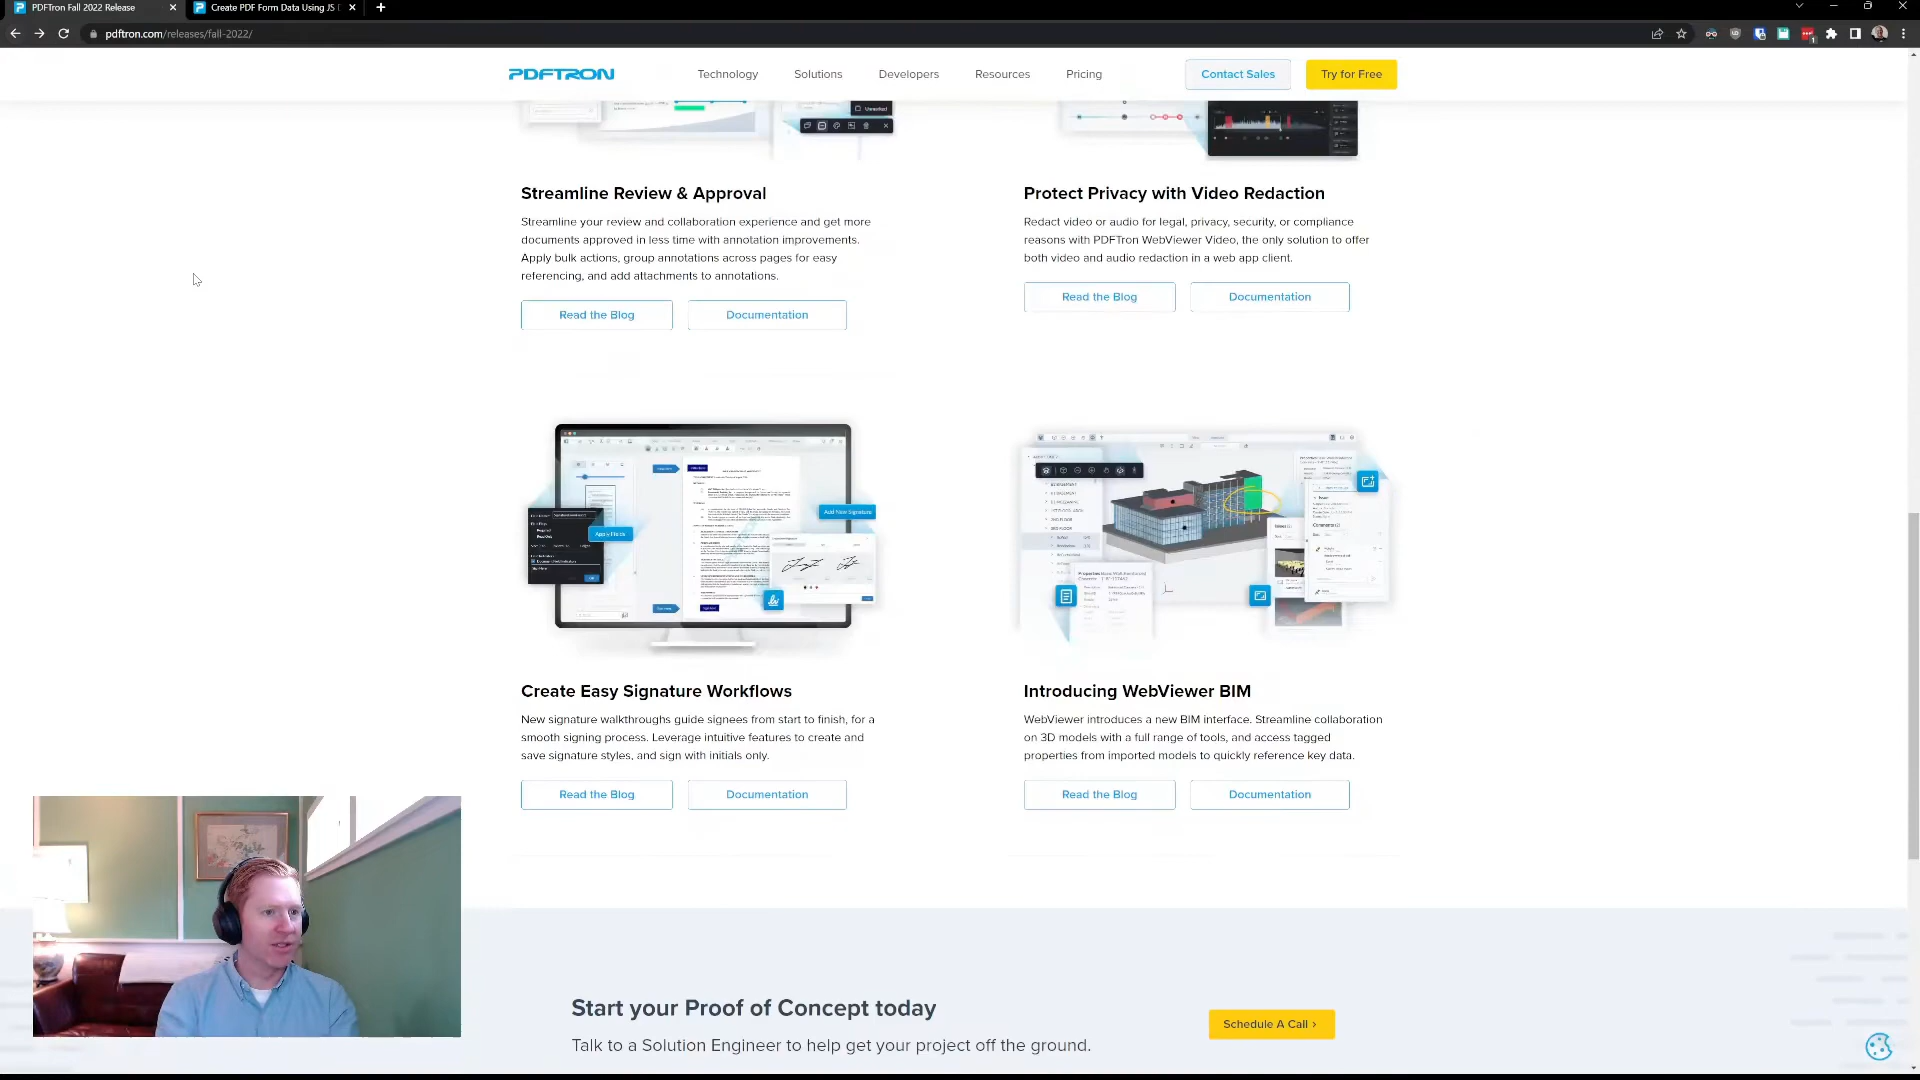 PDFTron Fall 2022 Release
Create PDF Form Data Using JS
pdftron.com/releases/fall-2022/
1
PDFTRON
Technology
Solutions
Developers
Resources
Pricing
Contact Sales
Try for Free
Streamline Review & Approval
Streamline your review and collaboration experience and get more
documents approved in less time with annotation improvements.
Apply bulk actions, group annotations across pages for easy
referencing, and add attachments to annotations.
Read the Blog
Documentation
Protect Privacy with Video Redaction
Redact video or audio for legal, privacy, security, or compliance
reasons with PDFTron WebViewer Video, the only solution to offer
both video and audio redaction in a web app client.
Read the Blog
Documentation
Apply Fields
Add New Signature
Create Easy Signature Workflows
New signature walkthroughs guide signees from start to finish, for a
smooth signing process. Leverage intuitive features to create and
save signature styles, and sign with initials only.
Read the Blog
Documentation
Introducing WebViewer BIM
WebViewer introduces a new BIM interface. Streamline collaboration
on 3D models with a full range of tools, and access tagged
properties from imported models to quickly reference key data.
Read the Blog
Documentation
Start your Proof of Concept today
Talk to a Solution Engineer to help get your project off the ground.
Schedule A Call ›